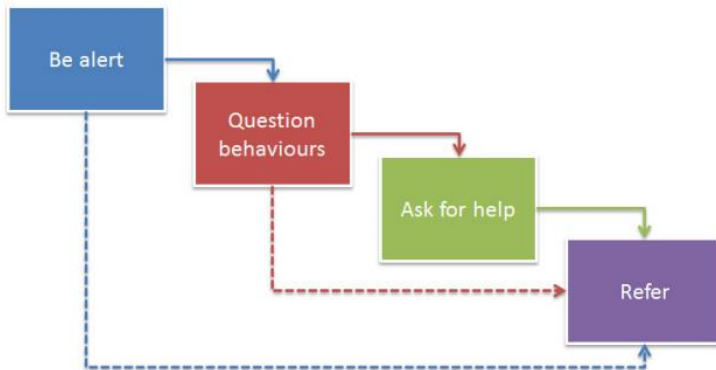 Be alert
Question
behaviours
Ask for help
Refer